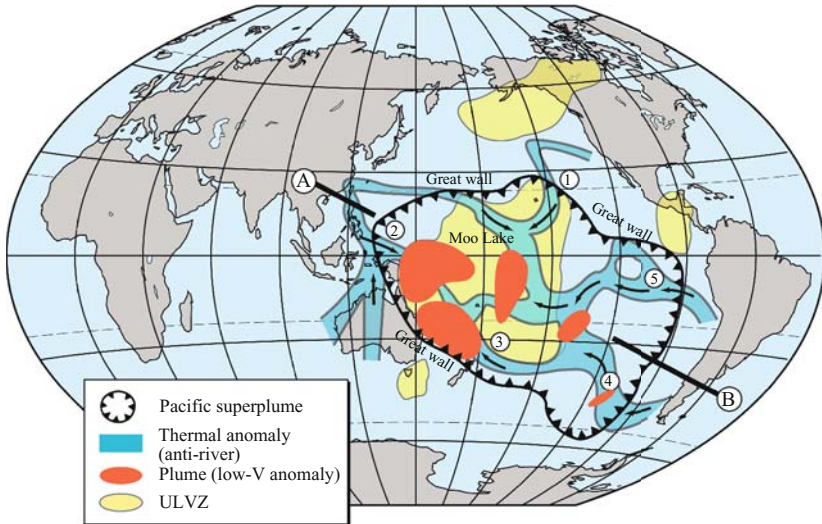 A
Great wall
1
Great wall
2
Moo Lake
5
Great wall
3
4
B
Pacific superplume
Thermal anomaly
(anti-river)
Plume (low-V anomaly)
ULVZ